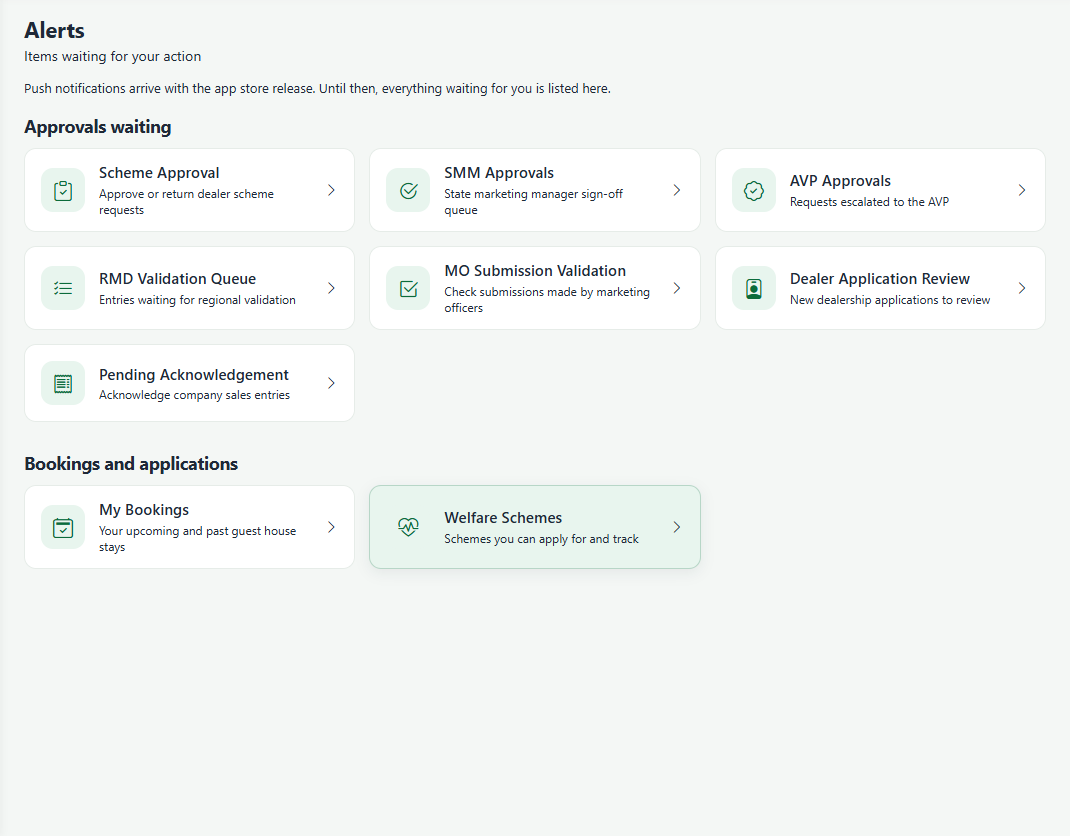 Alerts
Items waiting for your action
Push notifications arrive with the app store release. Until then, everything waiting for you is listed here.
Approvals waiting
Scheme Approval
Approve or return dealer scheme
requests
SMM Approvals
State marketing manager sign-off
queue
AVP Approvals
Requests escalated to the AVP
RMD Validation Queue
Entries waiting for regional validation
MO Submission Validation
Check submissions made by marketing
officers
Dealer Application Review
New dealership applications to review
Pending Acknowledgement
Acknowledge company sales entries
Bookings and applications
My Bookings
Your upcoming and past guest house
stays
Welfare Schemes
Schemes you can apply for and track